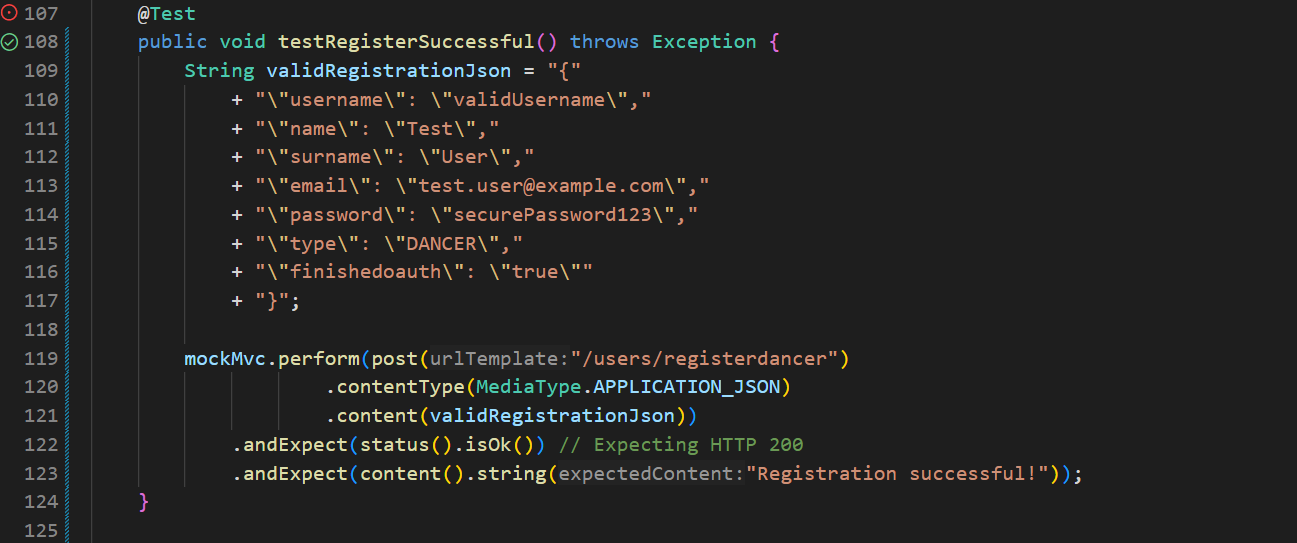 107 @Test
108 public void testRegisterSuccessful() throws Exception {
109 String validRegistrationJson = "{"
110 + "\"username\": \"validUsername\","
111 + "\"name\": \"Test\","
112 + "\"surname\": \"User\","
113 + "\"email\": \"test.user@example.com\","
114 + "\"password\": \"securePassword123\","
115 + "\"type\": \"DANCER\","
116 + "\"finishedoauth\": \"true\""
117 + "}";
118
119 mockMvc.perform(post(urlTemplate:"/users/registerdancer")
120 .contentType(MediaType.APPLICATION_JSON)
121 .content(validRegistrationJson))
122 .andExpect(status().isOk()) // Expecting HTTP 200
123 .andExpect(content().string(expectedContent:"Registration successful!"));
124 }
125